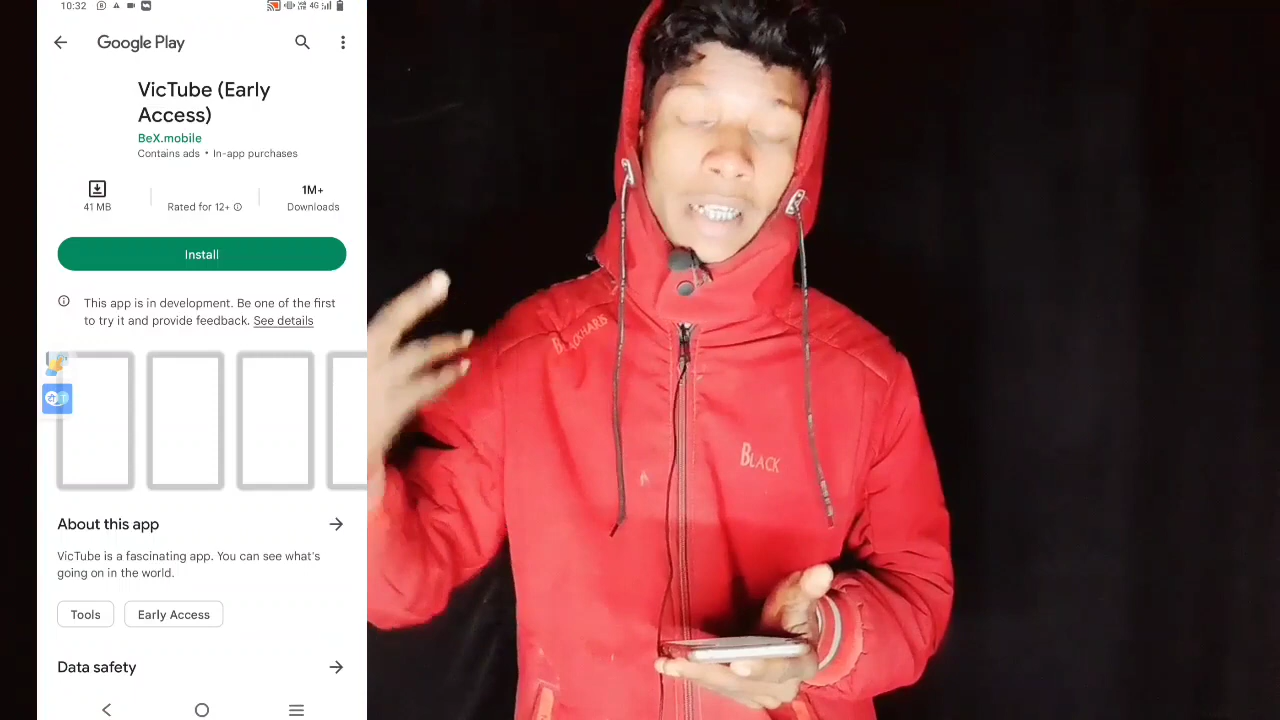 10:32
4G
Google Play
VicTube (Early
Access)
BeX.mobile
Contains ads • In-app purchases
1M+
41 MB
Rated for 12+
Downloads
Install
This app is in development. Be one of the first
to try it and provide feedback. See details
About this app
VicTube is a fascinating app. You can see what's
going on in the world.
Tools
Early Access
Data safety
BLACKHARIS
BLACK